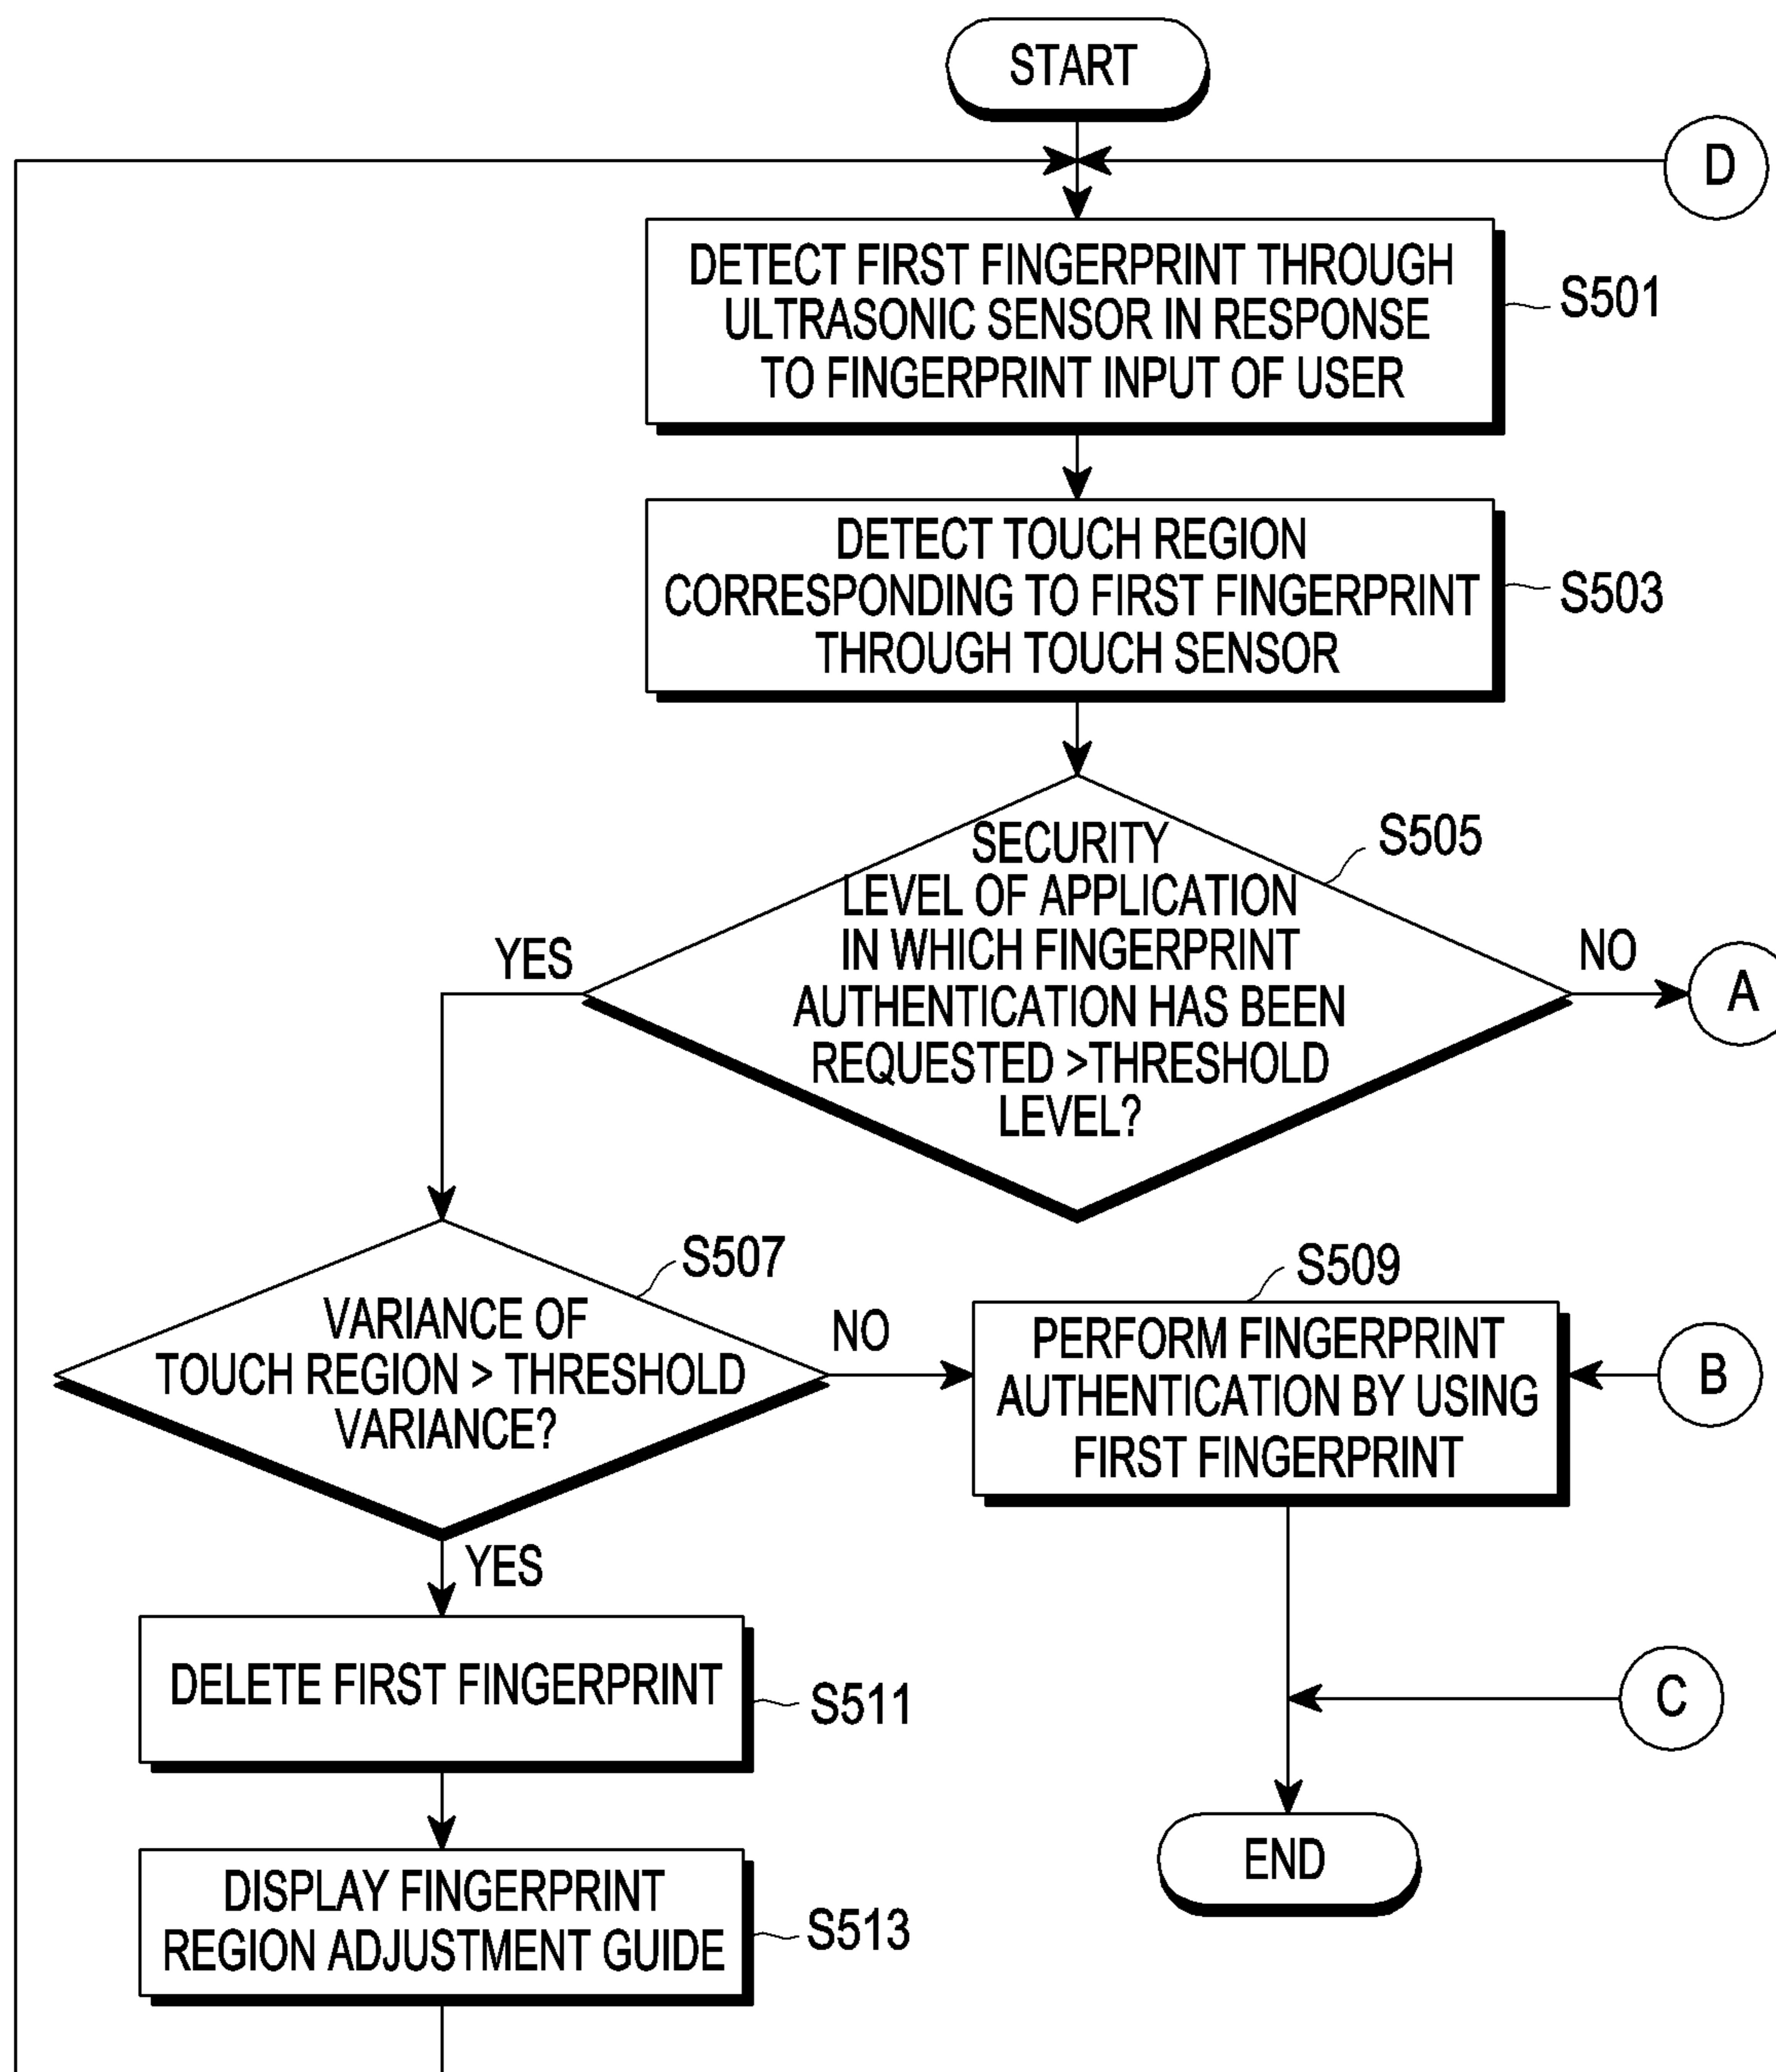 START
D
DETECT FIRST FINGERPRINT THROUGH
ULTRASONIC SENSOR IN RESPONSE
TO FINGERPRINT INPUT OF USER
S501
DETECT TOUCH REGION
CORRESPONDING TO FIRST FINGERPRINT
THROUGH TOUCH SENSOR
S503
SECURITY
LEVEL OF APPLICATION
IN WHICH FINGERPRINT
AUTHENTICATION HAS BEEN
REQUESTED >THRESHOLD
LEVEL?
S505
YES
NO
A
VARIANCE OF
TOUCH REGION > THRESHOLD
VARIANCE?
S507
NO
YES
PERFORM FINGERPRINT
AUTHENTICATION BY USING
FIRST FINGERPRINT
S509
B
DELETE FIRST FINGERPRINT
S511
C
DISPLAY FINGERPRINT
REGION ADJUSTMENT GUIDE
S513
END